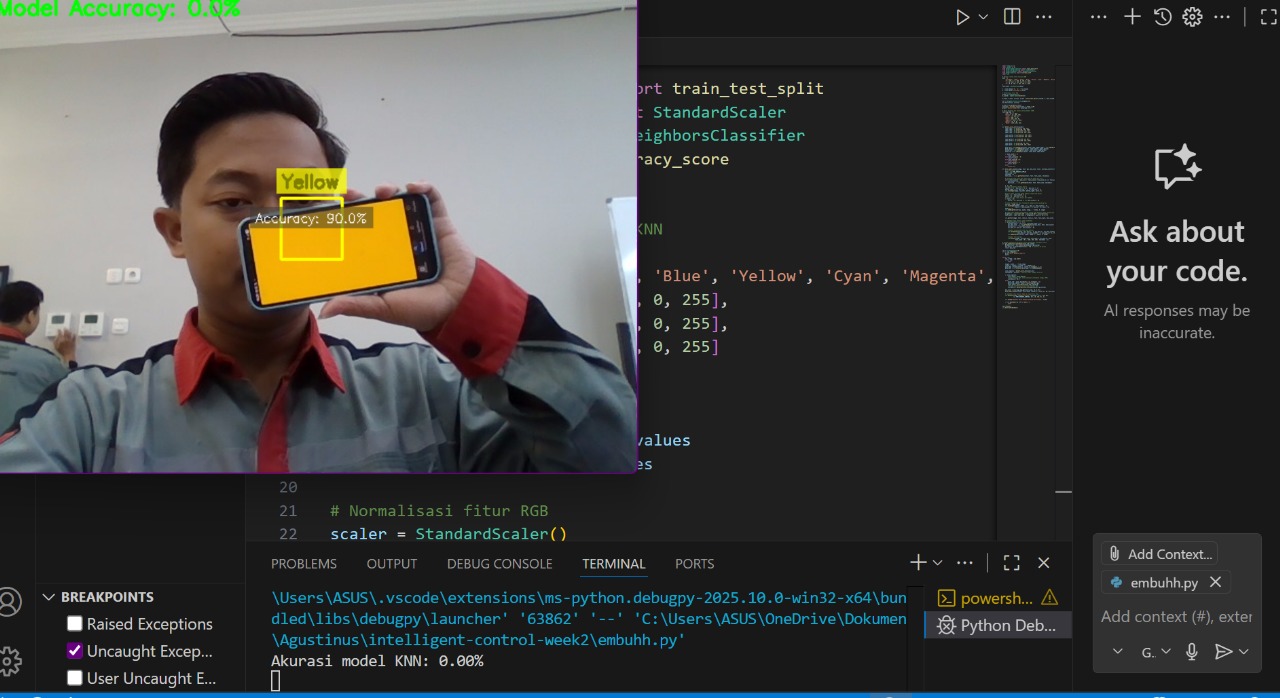 Model Accuracy: 0.0%
Yellow
Accuracy: 90.0%
ort train_test_split
t StandardScaler
eighborsClassifier
racy_score
KNN
, 'Blue', 'Yellow', 'Cyan', 'Magenta',
, 0, 255],
, 0, 255],
, 0, 255]
values
es
20
21 # Normalisasi fitur RGB
22 scaler = StandardScaler()
PROBLEMS OUTPUT DEBUG CONSOLE TERMINAL PORTS
\Users\ASUS\.vscode\extensions\ms-python.debugpy-2025.10.0-win32-x64\bun
dled\libs\debugpy\launcher' '63862' '--' 'C:\Users\ASUS\OneDrive\Dokumen
\Agustinus\intelligent-control-week2\embuhh.py'
Akurasi model KNN: 0.00%
powersh...
Python Deb...
BREAKPOINTS
Raised Exceptions
Uncaught Excep...
User Uncaught E...
Ask about
your code.
AI responses may be
inaccurate.
Add Context...
embuhh.py
Add context (#), exter
G..